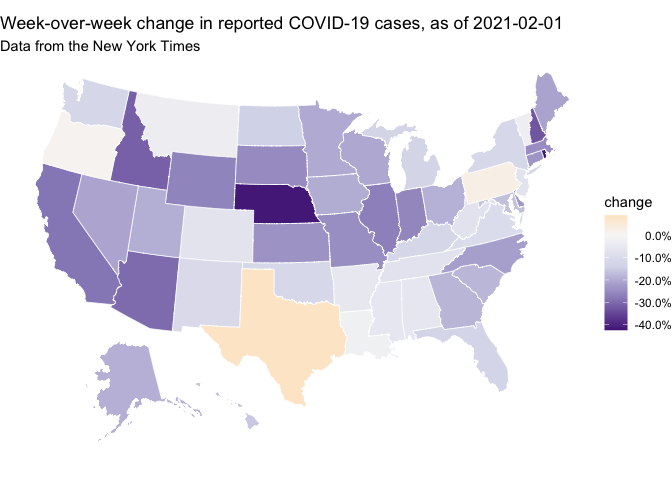 Week-over-week change in reported COVID-19 cases, as of 2021-02-01
Data from the New York Times
change
0.0%
-10.0%
-20.0%
-30.0%
-40.0%